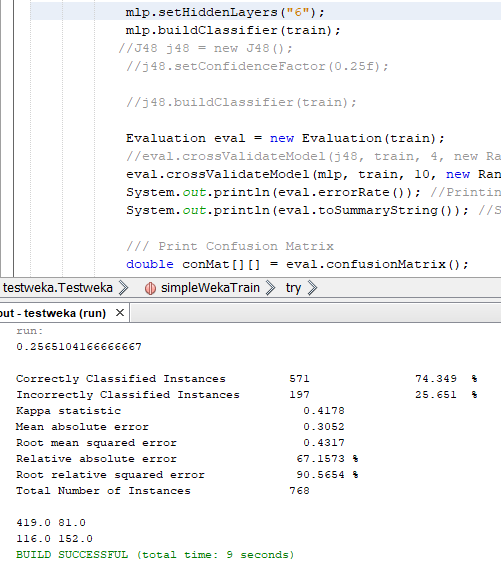 mlp.setHiddenLayers("6");
mlp.buildClassifier(train);
//J48 j48 = new J48();
//j48.setConfidenceFactor(0.25f);
//j48.buildClassifier(train);
Evaluation eval = new Evaluation(train);
//eval.crossValidateModel(j48, train, 4, new Ra
eval.crossValidateModel(mlp, train, 10, new Ran
System.out.println(eval.errorRate()); //Printin
System.out.println(eval.toSummaryString()); //S
/// Print Confusion Matrix
double conMat[][] = eval.confusionMatrix();
testweka.Testweka simpleWekaTrain try
out - testweka (run) ×
run:
0.2565104166666667
Correctly Classified Instances 571 74.349 %
Incorrectly Classified Instances 197 25.651 %
Kappa statistic 0.4178
Mean absolute error 0.3052
Root mean squared error 0.4317
Relative absolute error 67.1573 %
Root relative squared error 90.5654 %
Total Number of Instances 768
419.0 81.0
116.0 152.0
BUILD SUCCESSFUL (total time: 9 seconds)